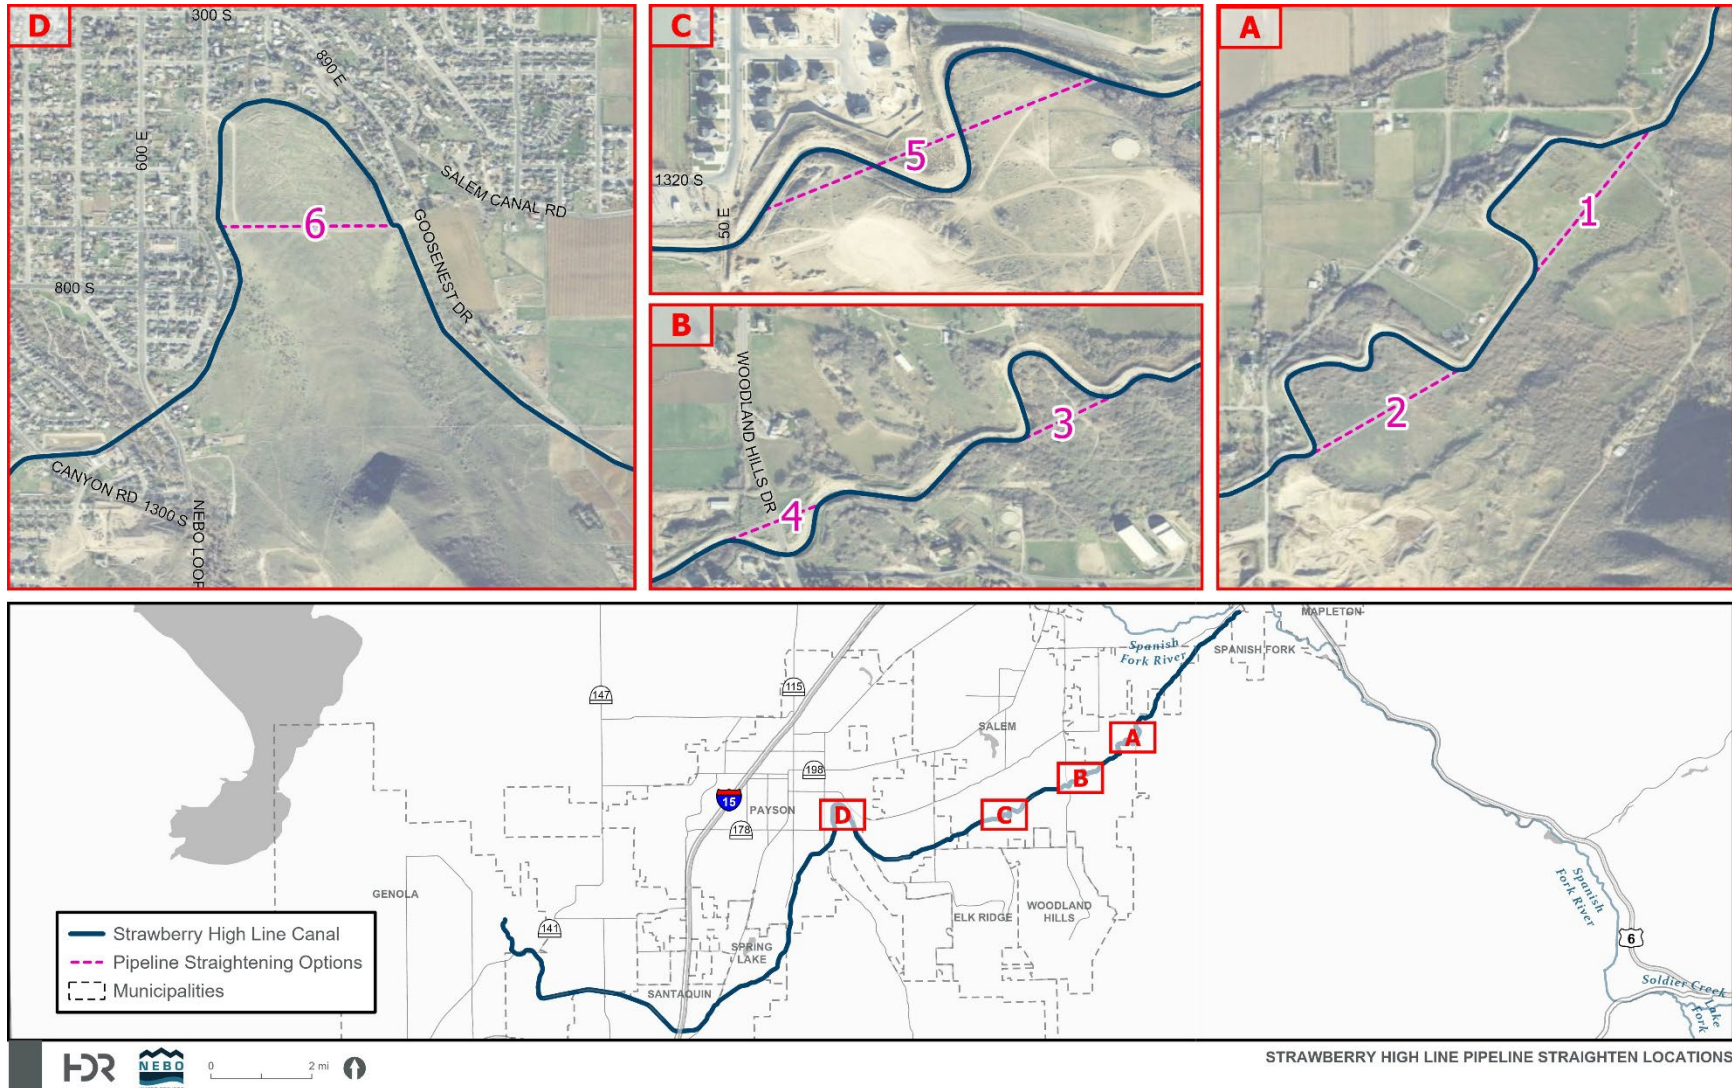 D
300 S
890 E
600 E
SALEM CANAL RD
GOOSENEST DR
6
800 S
CANYON RD
1300 S
NEBO LOOP
C
5
1320 S
50 E
B
WOODLAND HILLS DR
3
4
A
1
2
MAPLETON
Spanish
Fork River
SPANISH FORK
147
115
SALEM
A
B
198
15
PAYSON
D
C
178
GENOLA
ELK RIDGE
WOODLAND
HILLS
Spanish
Fork River
6
141
SPRING
LAKE
SANTAQUIN
Soldier Creek
Lake
Fork
Strawberry High Line Canal
Pipeline Straightening Options
Municipalities
HDR
NEBO
0 2 mi
STRAWBERRY HIGH LINE PIPELINE STRAIGHTEN LOCATIONS